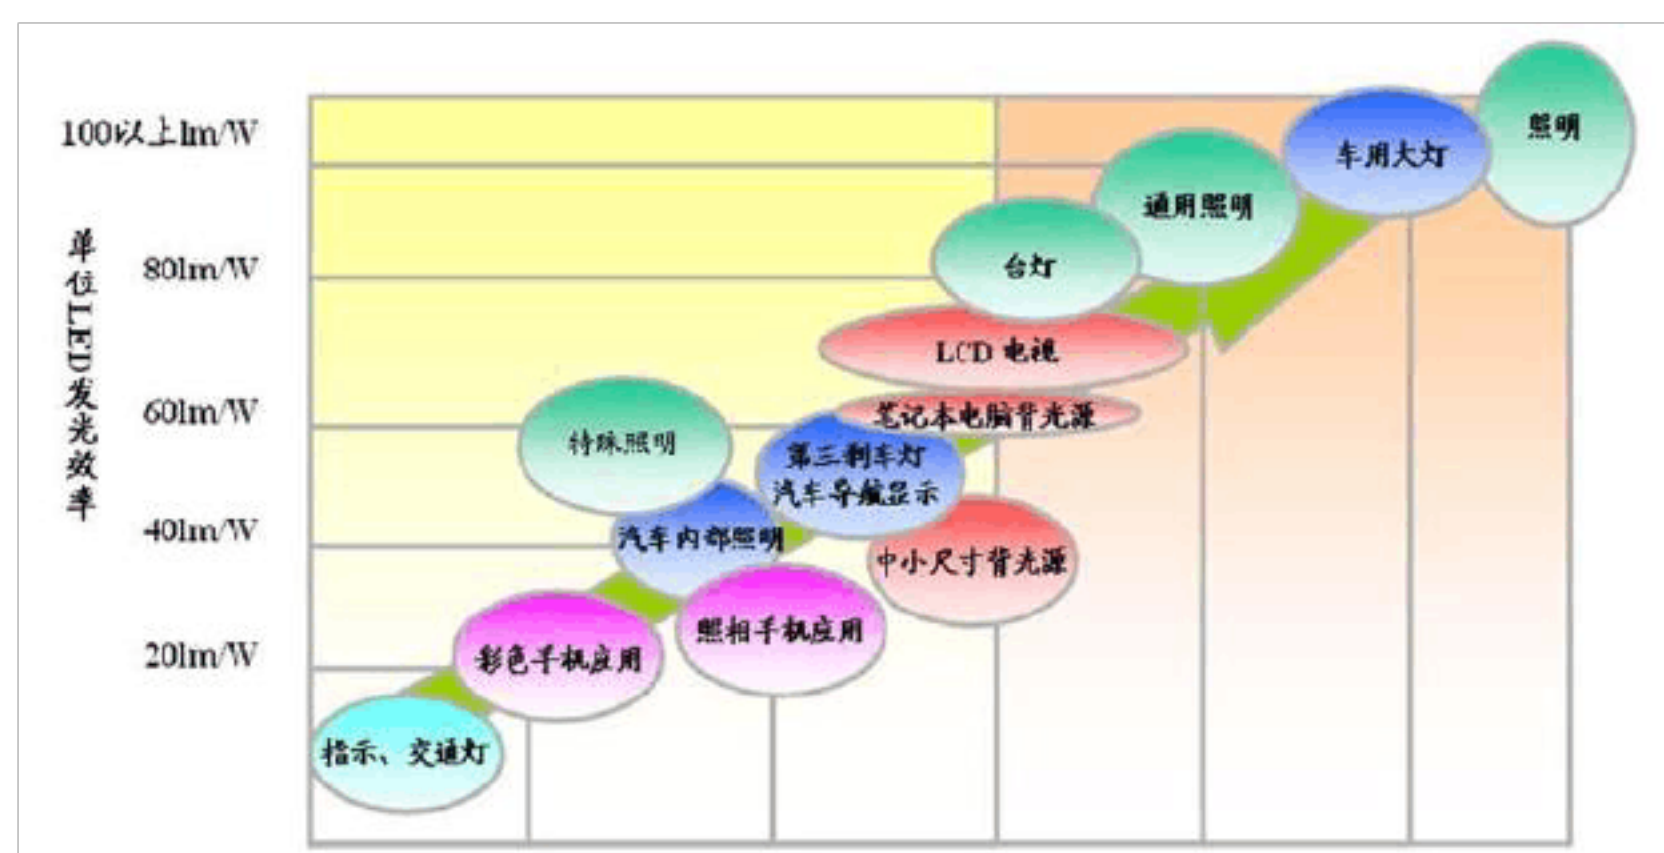 100以上lm/W
80lm/W
60lm/W
40lm/W
20lm/W
单位LED发光效率
照明
车用大灯
通用照明
台灯
LCD 电视
笔记本电脑背光源
特殊照明
第三刹车灯
汽车导航显示
汽车内部照明
中小尺寸背光源
照相手机应用
彩色手机应用
指示、交通灯